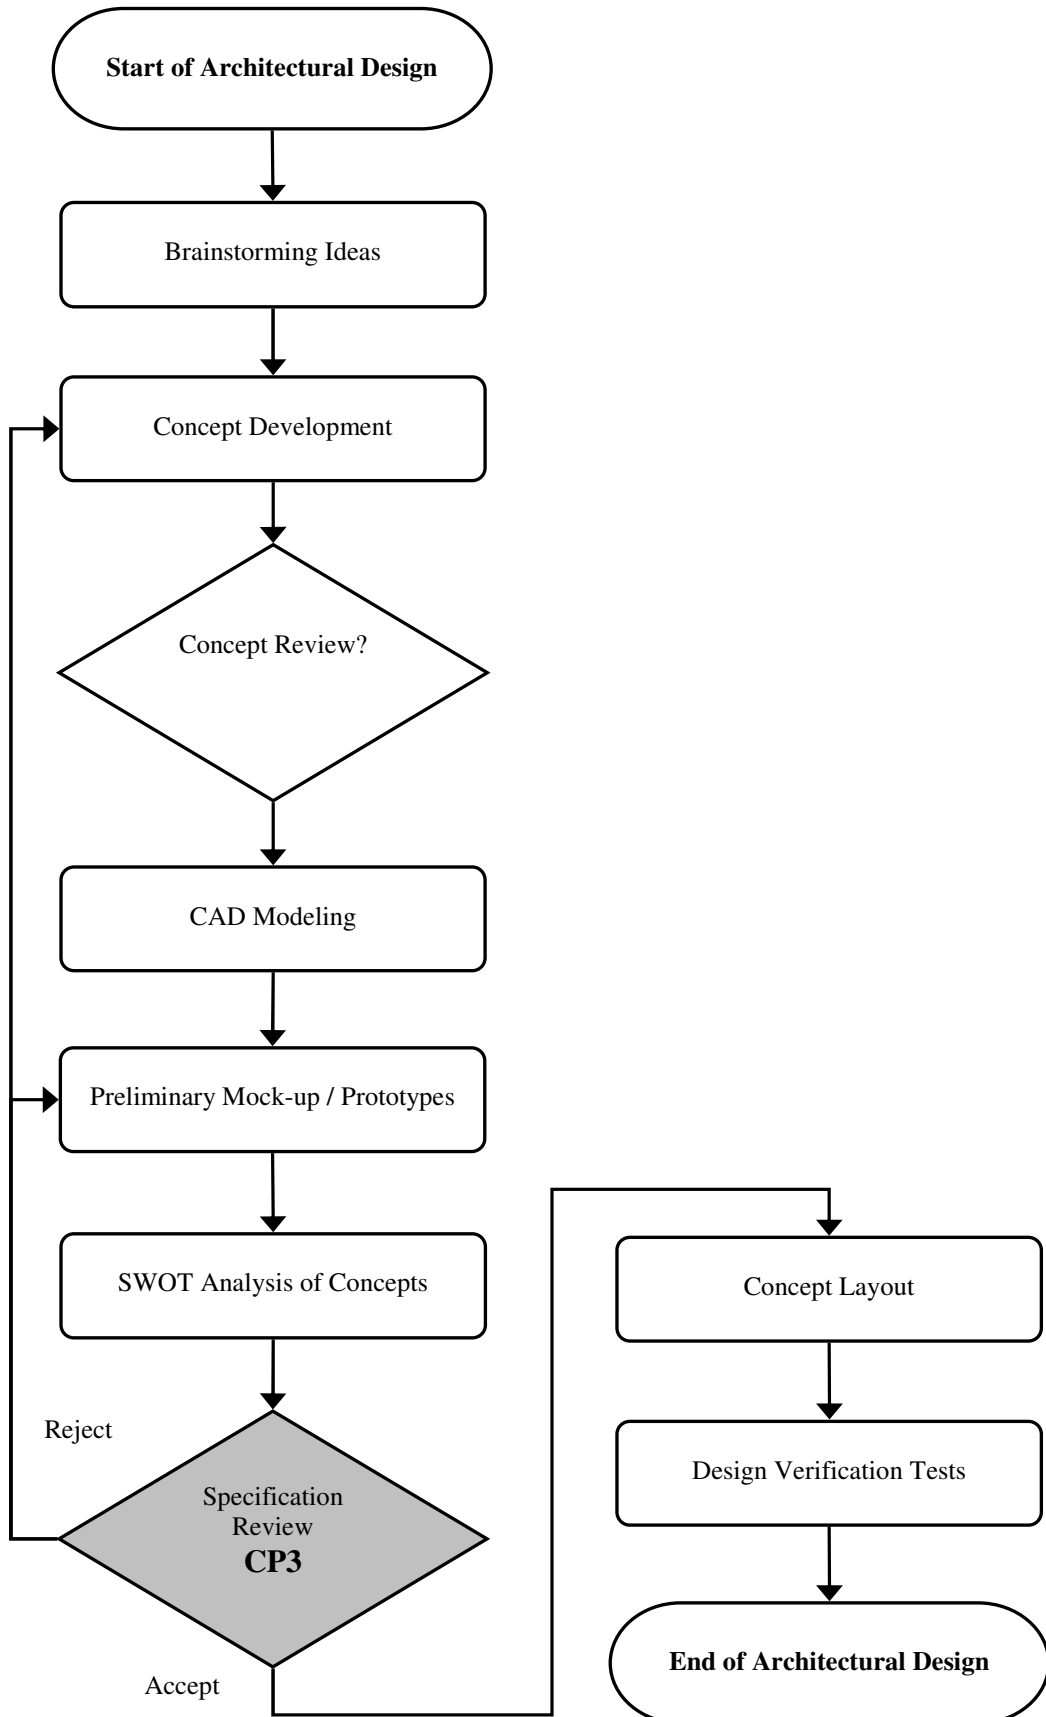 Start of Architectural Design
Brainstorming Ideas
Concept Development
Concept Review?
CAD Modeling
Preliminary Mock-up / Prototypes
SWOT Analysis of Concepts
Reject
Specification
Review
CP3
Accept
Concept Layout
Design Verification Tests
End of Architectural Design